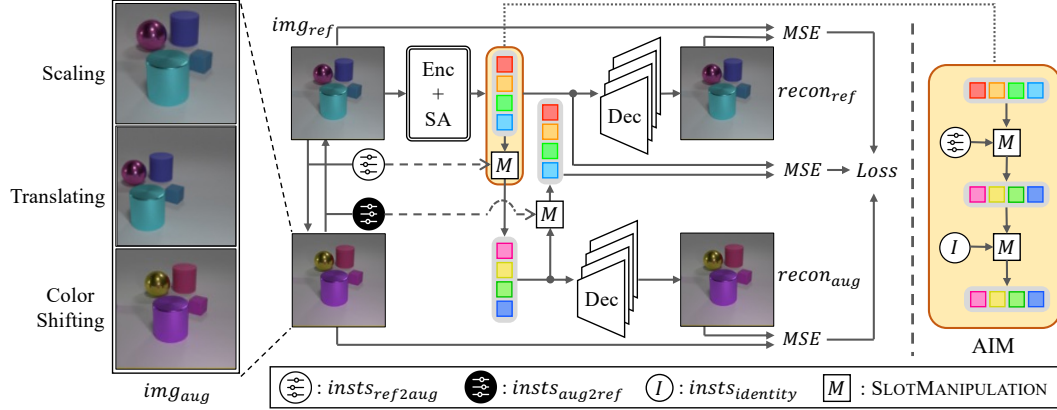 Scaling
Translating
Color
Shifting
img_aug
img_ref
Enc
+
SA
M
M
Dec
Dec
recon_ref
recon_aug
MSE
MSE
MSE
Loss
M
I
M
AIM
: insts_ref2aug
: insts_aug2ref
I : insts_identity
M : SLOTMANIPULATION